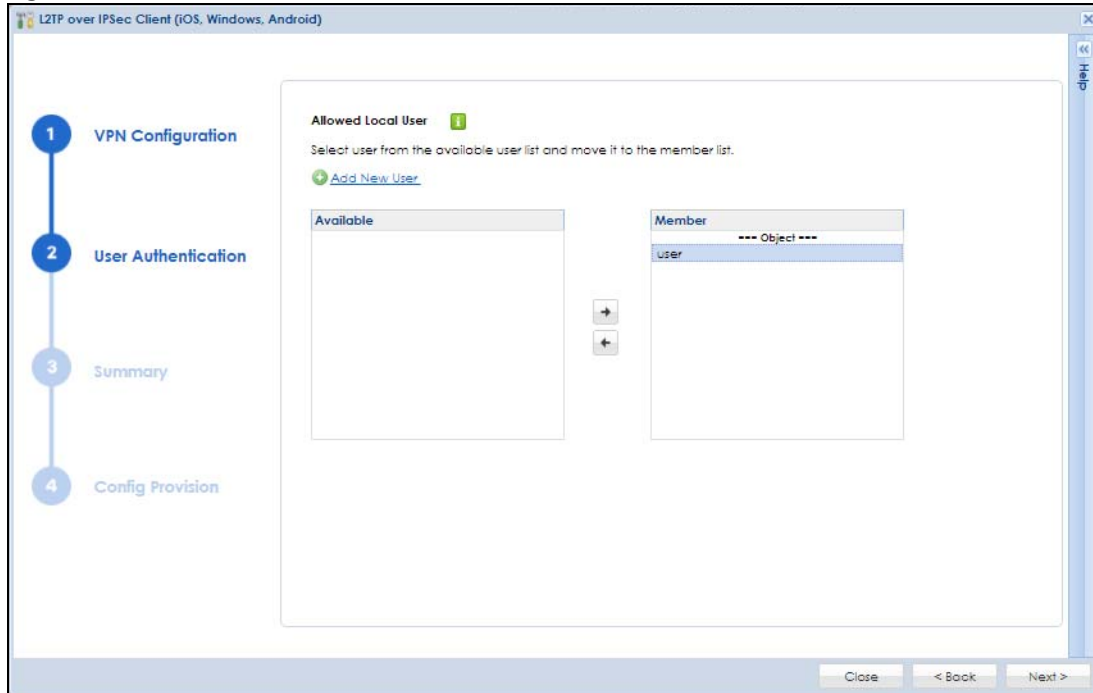 L2TP over IPSec Client (iOS, Windows, Android)
Help
1 VPN Configuration
Allowed Local User
Select user from the available user list and move it to the member list.
Add New User
Available
Member
=== Object ===
user
2 User Authentication
3 Summary
4 Config Provision
Close
< Back
Next >